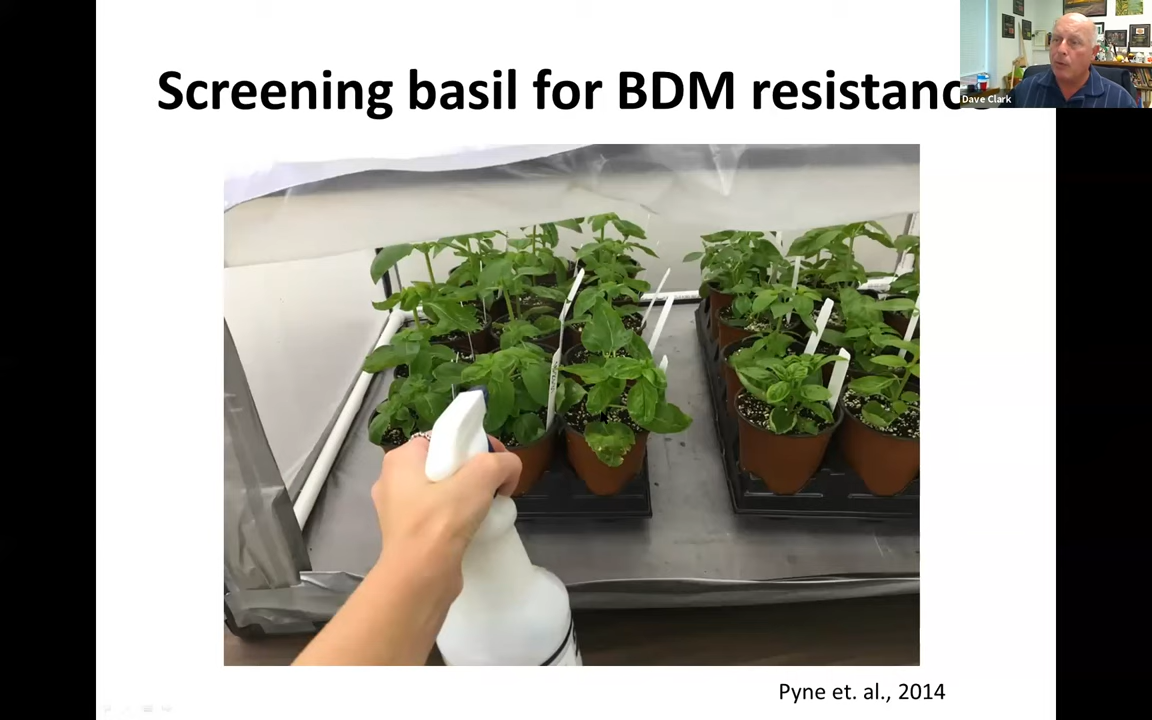 Screening basil for BDM resistanc
Dave Clark
Pyne et. al., 2014